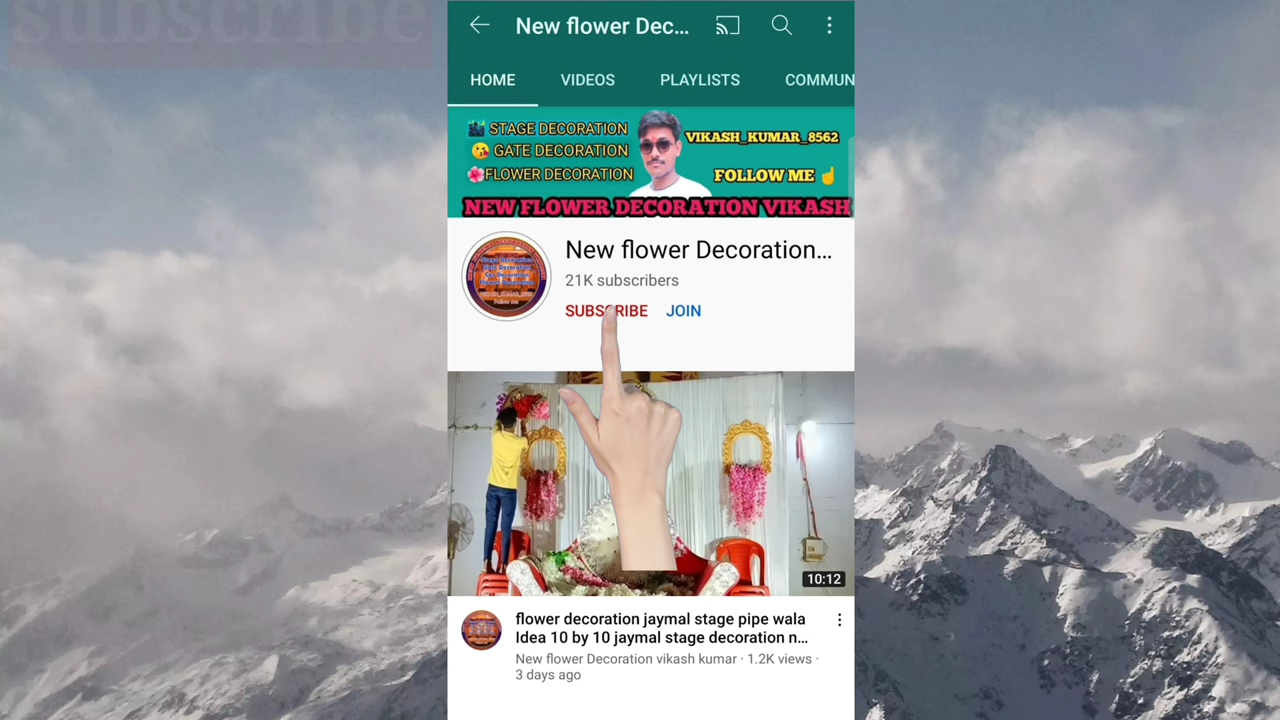 subscribe
New flower Dec...
HOME VIDEOS PLAYLISTS COMMUN
STAGE DECORATION
GATE DECORATION
FLOWER DECORATION
VIKASH_KUMAR_8562
FOLLOW ME
NEW FLOWER DECORATION VIKASH
New flower Decoration...
21K subscribers
SUBSCRIBE JOIN
10:12
flower decoration jaymal stage pipe wala
Idea 10 by 10 jaymal stage decoration n...
New flower Decoration vikash kumar · 1.2K views ·
3 days ago